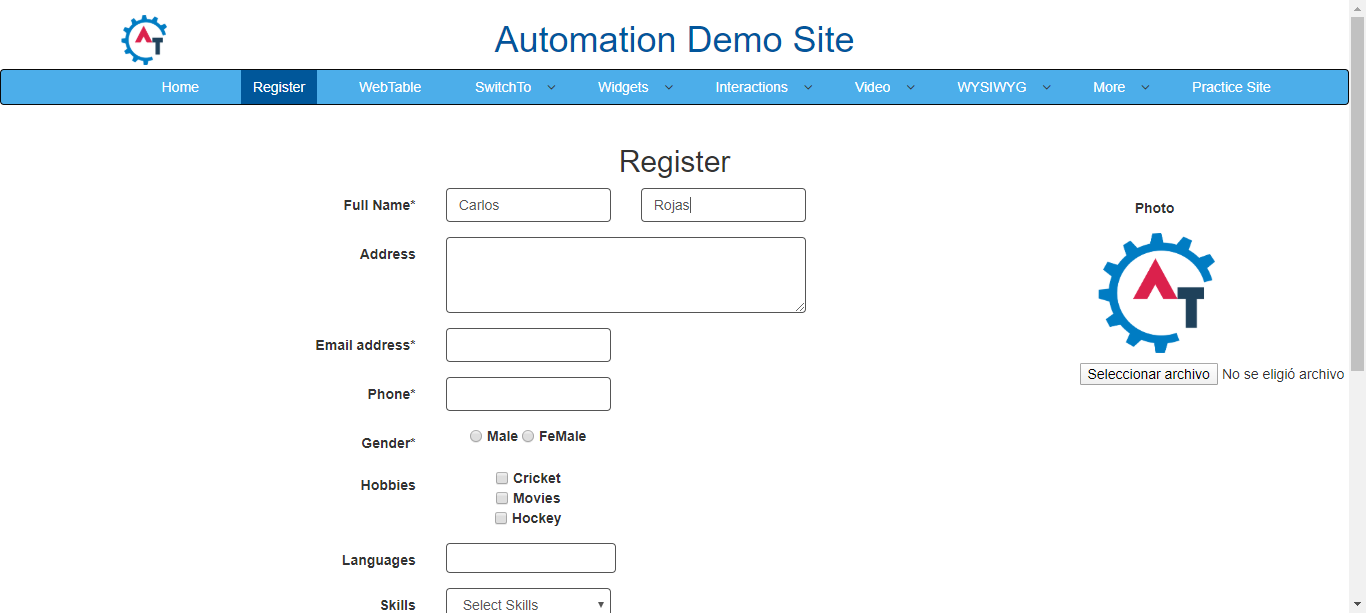 AT
Automation Demo Site
Home Register WebTable SwitchTo Widgets Interactions Video WYSIWYG More Practice Site
Register
Full Name* Carlos Rojas
Photo
Address
AT
Email address*
Seleccionar archivo No se eligió archivo
Phone*
Gender* Male FeMale
Hobbies Cricket
Movies
Hockey
Languages
Skills Select Skills